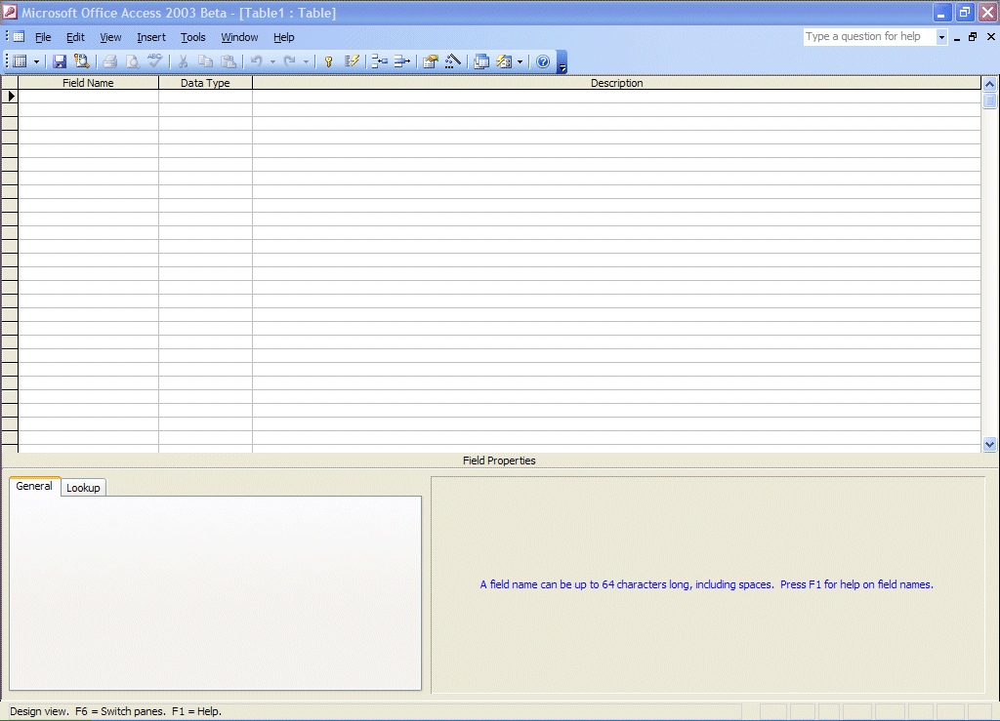 Microsoft Office Access 2003 Beta - [Table1 : Table]
File Edit View Insert Tools Window Help
Type a question for help
ABC
Field Name Data Type Description
Field Properties
General Lookup
A field name can be up to 64 characters long, including spaces. Press F1 for help on field names.
Design view. F6 = Switch panes. F1 = Help.